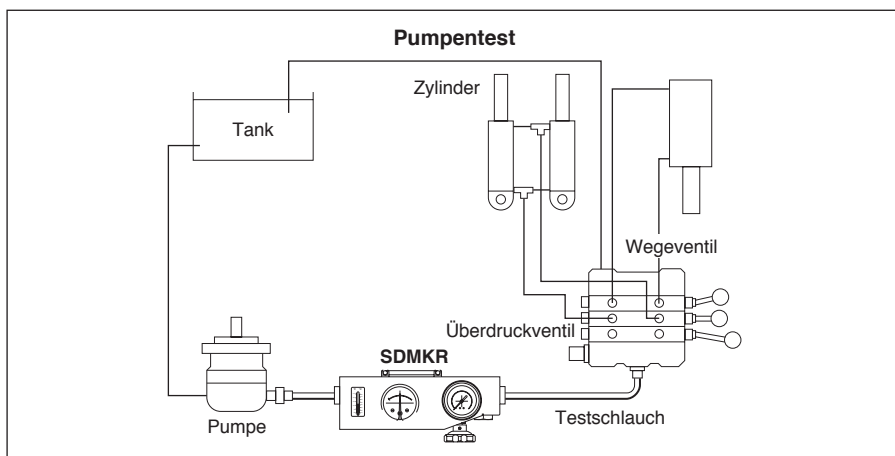 Pumpentest
Zylinder
Tank
Wegeventil
Überdruckventil
SDMKR
Pumpe
Testschlauch